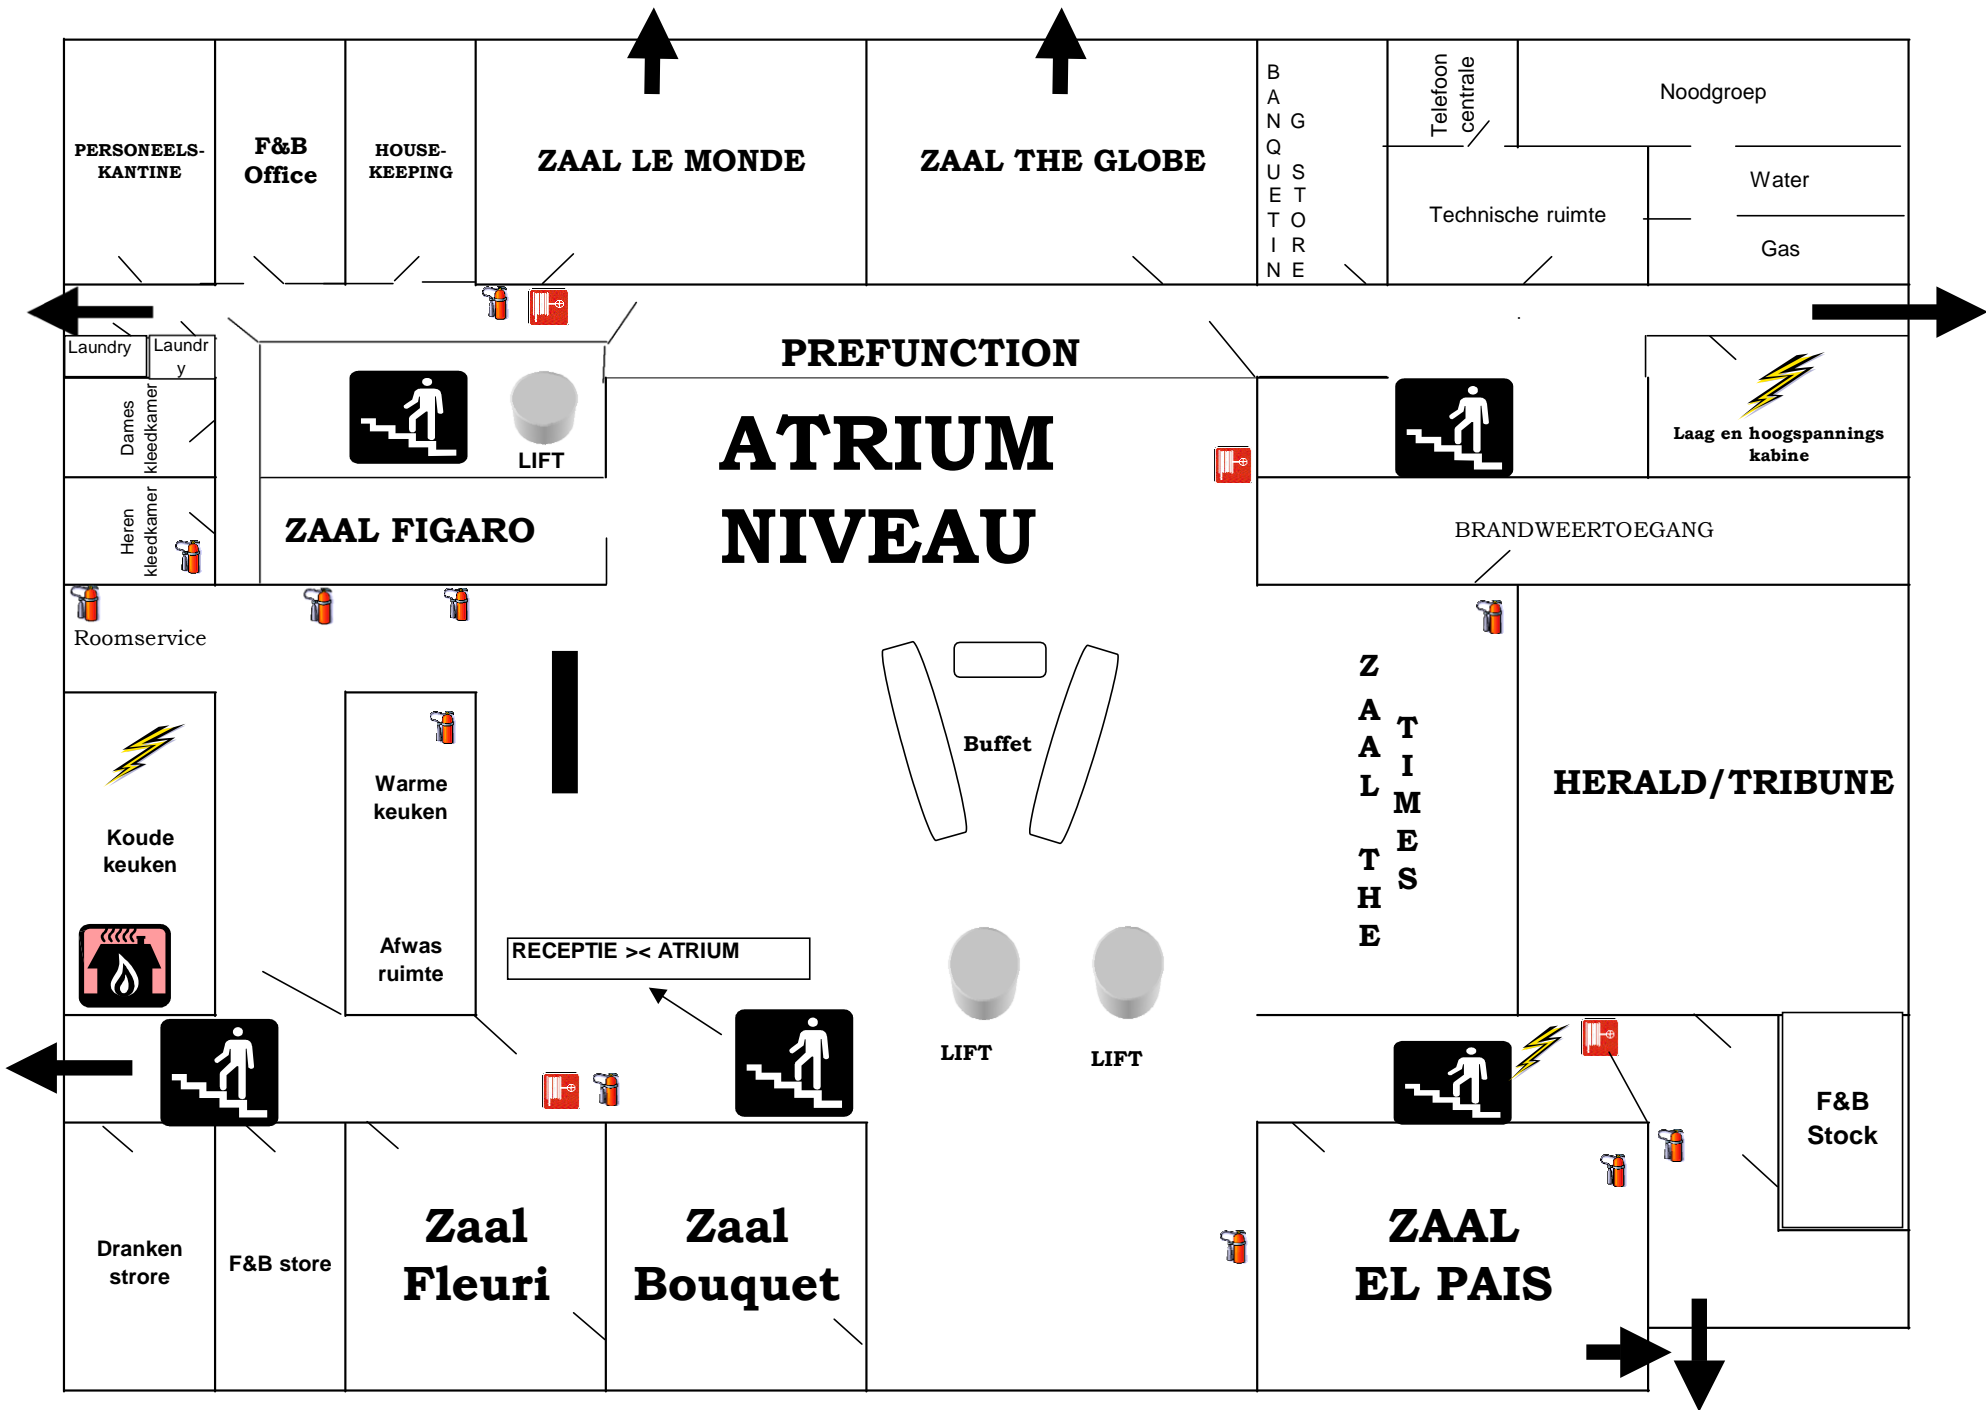 PERSONEELS-
KANTINE
F&B
Office
HOUSE-
KEEPING
ZAAL LE MONDE
ZAAL THE GLOBE
BANQUETIN
G STORE
Telefoon
centrale
Noodgroep
Technische ruimte
Water
Gas
Laundry
Laundr
y
PREFUNCTION
Dames
kleedkamer
LIFT
ATRIUM
NIVEAU
Laag en hoogspannings
kabine
Heren
kleedkamer
ZAAL FIGARO
BRANDWEERTOEGANG
Roomservice
Koude
keuken
Warme
keuken
Afwas
ruimte
Buffet
ZAAL THE
TIMES
HERALD/TRIBUNE
RECEPTIE >< ATRIUM
LIFT
LIFT
F&B
Stock
Dranken
strore
F&B store
Zaal
Fleuri
Zaal
Bouquet
ZAAL
EL PAIS